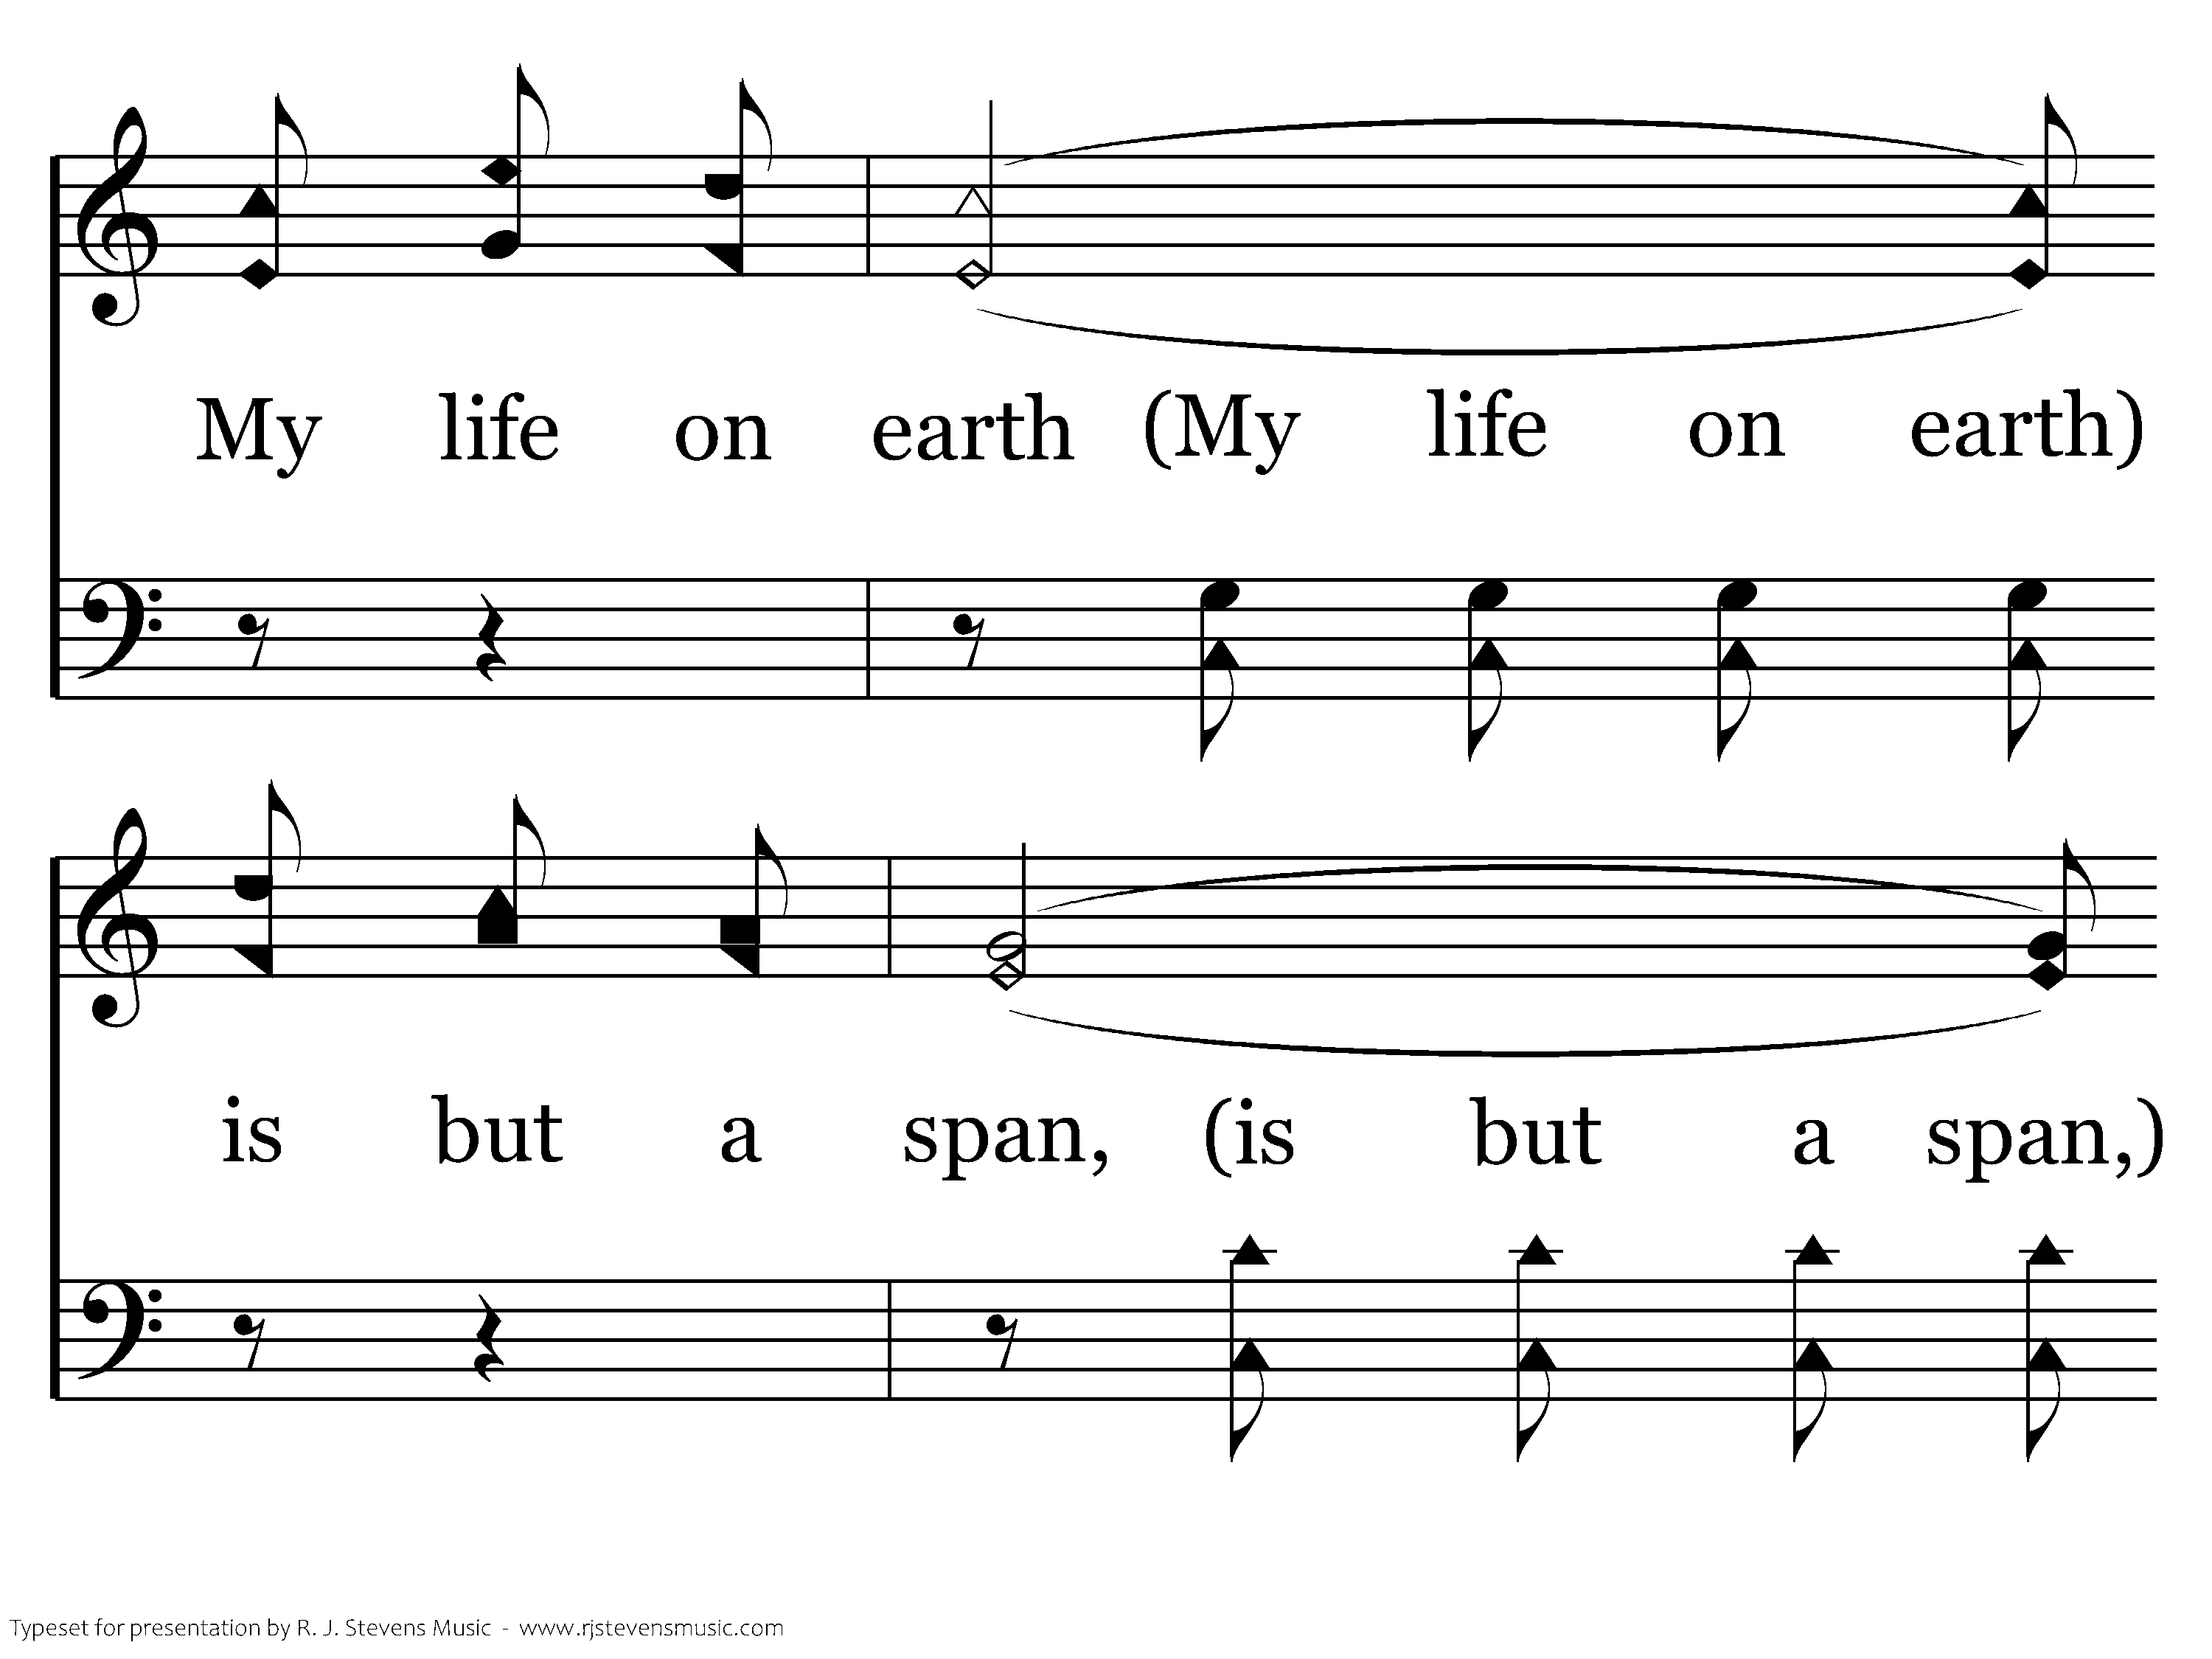 My life on earth (My life on earth)
is but a span, (is but a span,)
Typeset for presentation by R. J. Stevens Music - www.rjstevensmusic.com